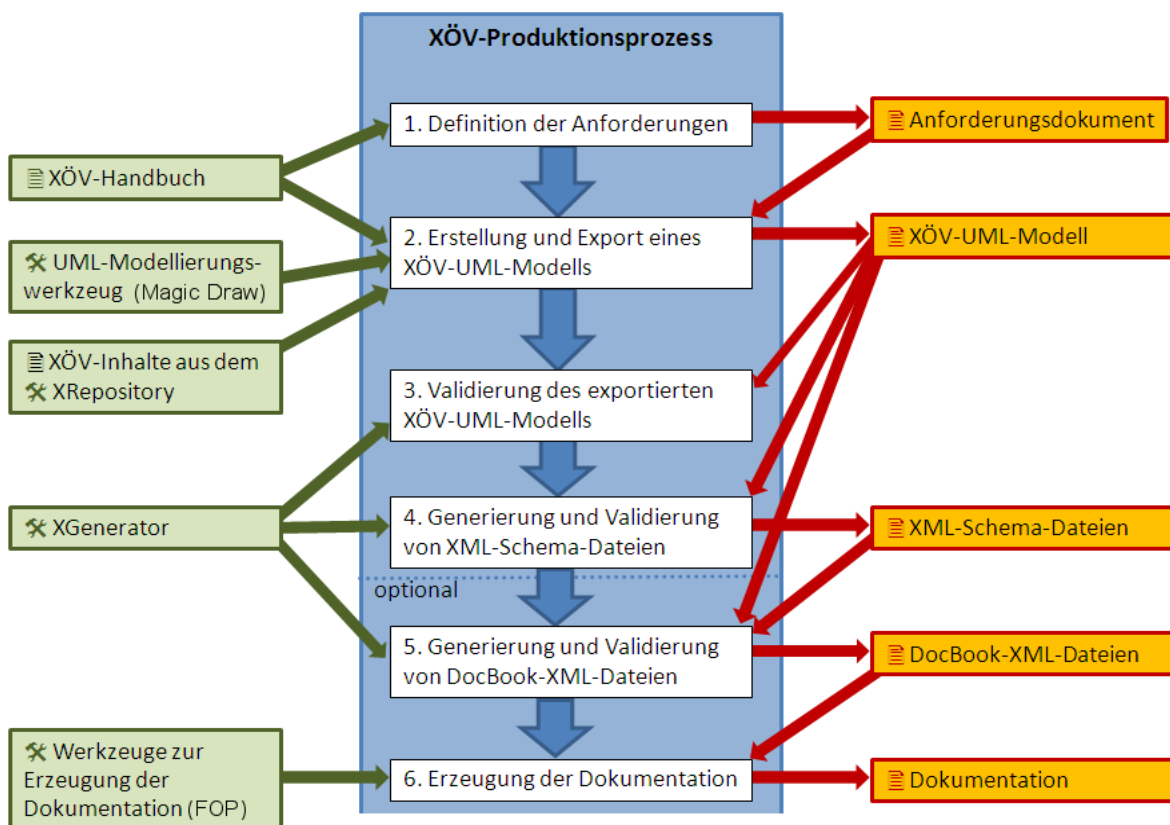 XÖV-Produktionsprozess
1. Definition der Anforderungen
Anforderungsdokument
XÖV-Handbuch
2. Erstellung und Export eines
XÖV-UML-Modells
XÖV-UML-Modell
UML-Modellierungs-
werkzeug (Magic Draw)
XÖV-Inhalte aus dem
XRepository
3. Validierung des exportierten
XÖV-UML-Modells
XGenerator
4. Generierung und Validierung
von XML-Schema-Dateien
XML-Schema-Dateien
optional
5. Generierung und Validierung
von DocBook-XML-Dateien
DocBook-XML-Dateien
Werkzeuge zur
Erzeugung der
Dokumentation (FOP)
6. Erzeugung der Dokumentation
Dokumentation